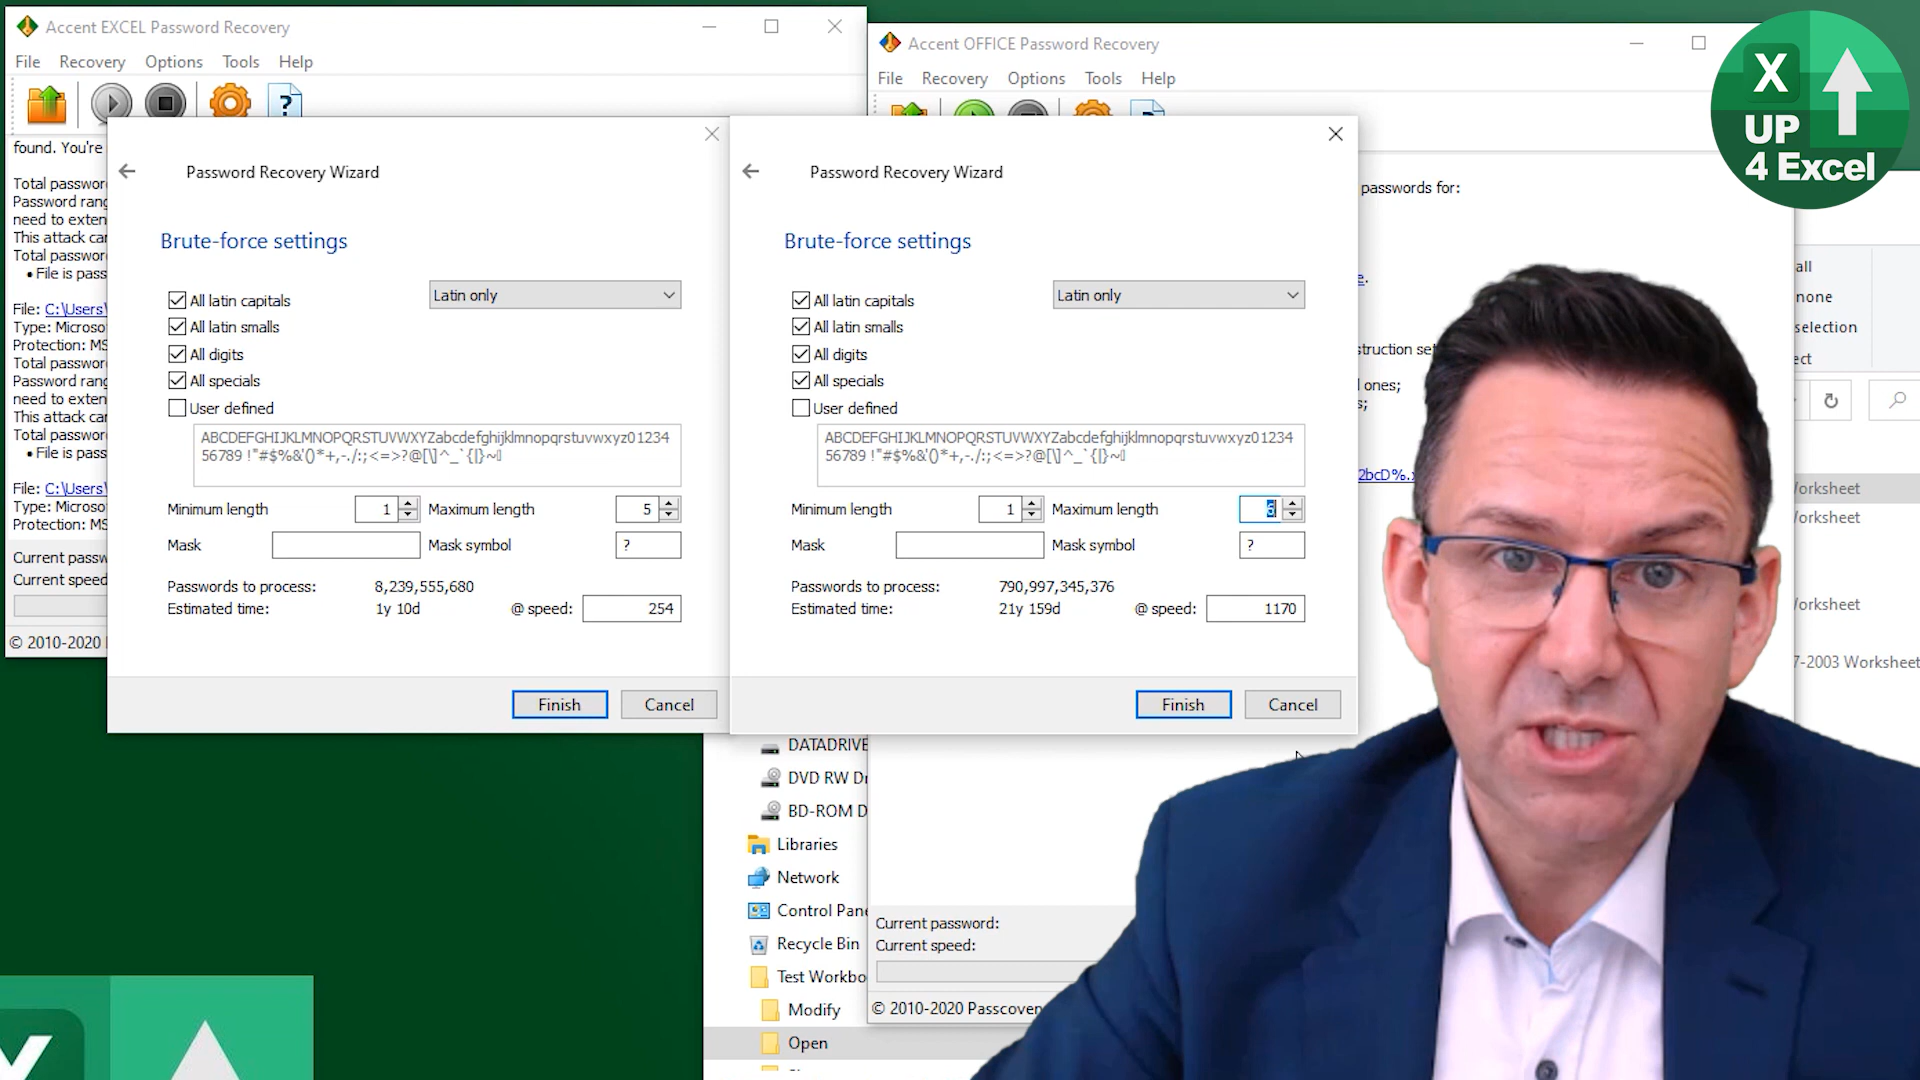 Accent EXCEL Password Recovery
File Recovery Options Tools Help
found. You're
Total passwor
Password rang
need to exten
This attack car
Total passwor
• File is pass
File: C:\Users\
Type: Microso
Protection: MS
Total passwor
Password rang
need to exten
This attack car
Total passwor
• File is pass
File: C:\Users\
Type: Microso
Protection: MS
Current passw
Current speed
© 2010-2020
Password Recovery Wizard
Brute-force settings
All latin capitals
Latin only
All latin smalls
All digits
All specials
User defined
ABCDEFGHIJKLMNOPQRSTUVWXYZabcdefghijklmnopqrstuvwxyz01234
56789 !"#$%&'()*+,-./:;<=>?@[\]^_`{|}~
Minimum length 1 Maximum length 5
Mask Mask symbol ?
Passwords to process: 8,239,555,680
Estimated time: 1y 10d @ speed: 254
Finish Cancel
Accent OFFICE Password Recovery
File Recovery Options Tools Help
Password Recovery Wizard
Brute-force settings
All latin capitals
Latin only
All latin smalls
All digits
All specials
User defined
ABCDEFGHIJKLMNOPQRSTUVWXYZabcdefghijklmnopqrstuvwxyz01234
56789 !"#$%&'()*+,-./:;<=>?@[\]^_`{|}~
Minimum length 1 Maximum length 6
Mask Mask symbol ?
Passwords to process: 790,997,345,376
Estimated time: 21y 159d @ speed: 1170
Finish Cancel
passwords for:
e.
struction set
l ones;
s;
2bcD%.x
all
none
selection
ect
Worksheet
Worksheet
Worksheet
7-2003 Worksheet
DATADRIVE
DVD RW Dr
BD-ROM D
Libraries
Network
Control Pane
Recycle Bin
Test Workbo
Modify
Open
Current password:
Current speed:
© 2010-2020 Passcover
X
UP
4 Excel
X